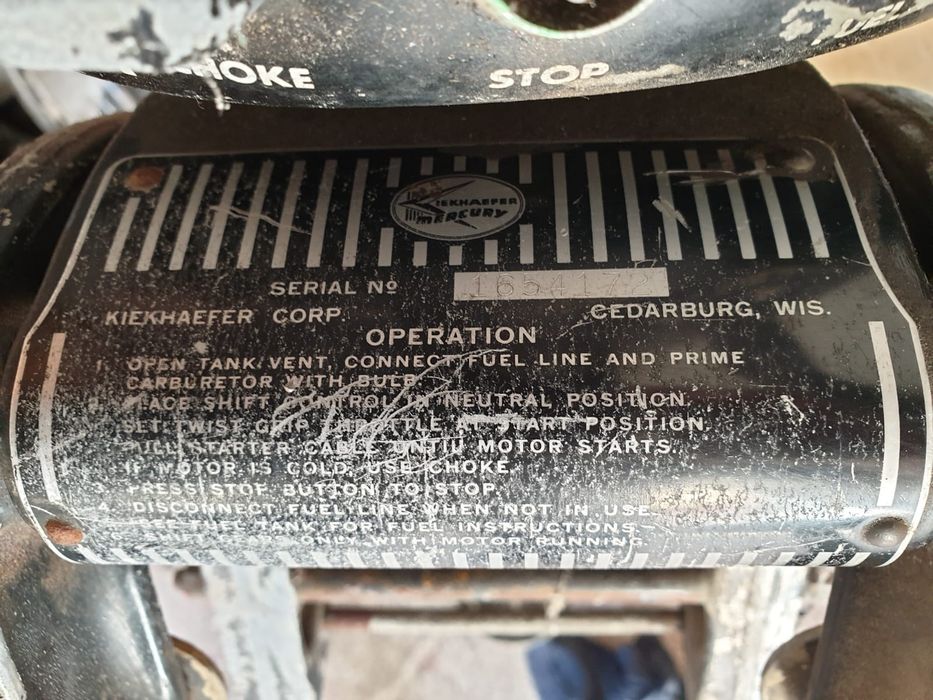 CHOKE STOP
KIEKHAEFER
MERCURY
SERIAL Nº 1654172
KIEKHAEFER CORP. CEDARBURG, WIS.
OPERATION
1. OPEN TANK VENT, CONNECT FUEL LINE AND PRIME
CARBURETOR WITH BULB.
2. PLACE SHIFT CONTROL IN NEUTRAL POSITION.
SET TWIST GRIP THROTTLE AT START POSITION
PULL STARTER CABLE UNTIL MOTOR STARTS.
IF MOTOR IS COLD, USE CHOKE.
3. PRESS STOP BUTTON TO STOP.
4. DISCONNECT FUEL LINE WHEN NOT IN USE.
SEE FUEL TANK FOR FUEL INSTRUCTIONS
ONLY WITH MOTOR RUNNING.